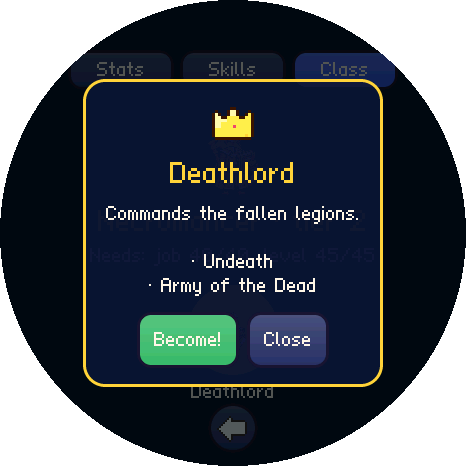 Stats Skills Class
Deathlord
Commands the fallen legions.
· Undeath
· Army of the Dead
Become! Close
Deathlord